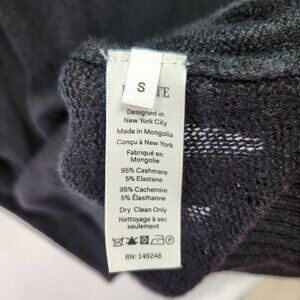 S
Designed in
New York City
Made in Mongolia
Conçu à New York
Fabriqué en
Mongolie
95% Cashmere
5% Elastane
95% Cachemire
5% Élasthanne
Dry Clean Only
Nettoyage à sec
seulement
RN: 149248